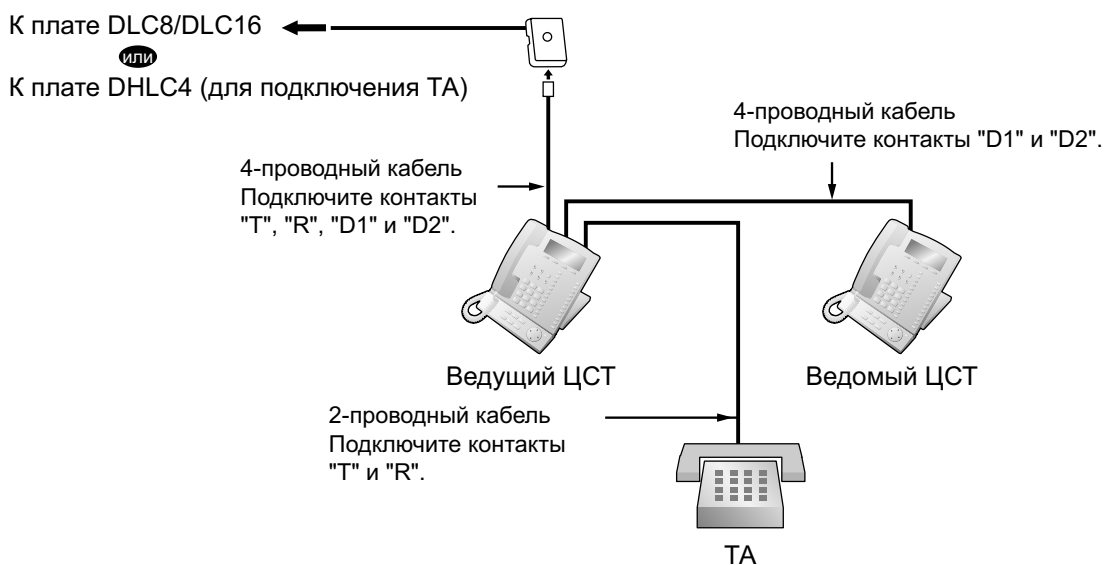 К плате DLC8/DLC16
или
К плате DHLC4 (для подключения ТА)
4-проводный кабель
Подключите контакты "D1" и "D2".
4-проводный кабель
Подключите контакты
"T", "R", "D1" и "D2".
Ведущий ЦСТ
Ведомый ЦСТ
2-проводный кабель
Подключите контакты
"T" и "R".
ТА